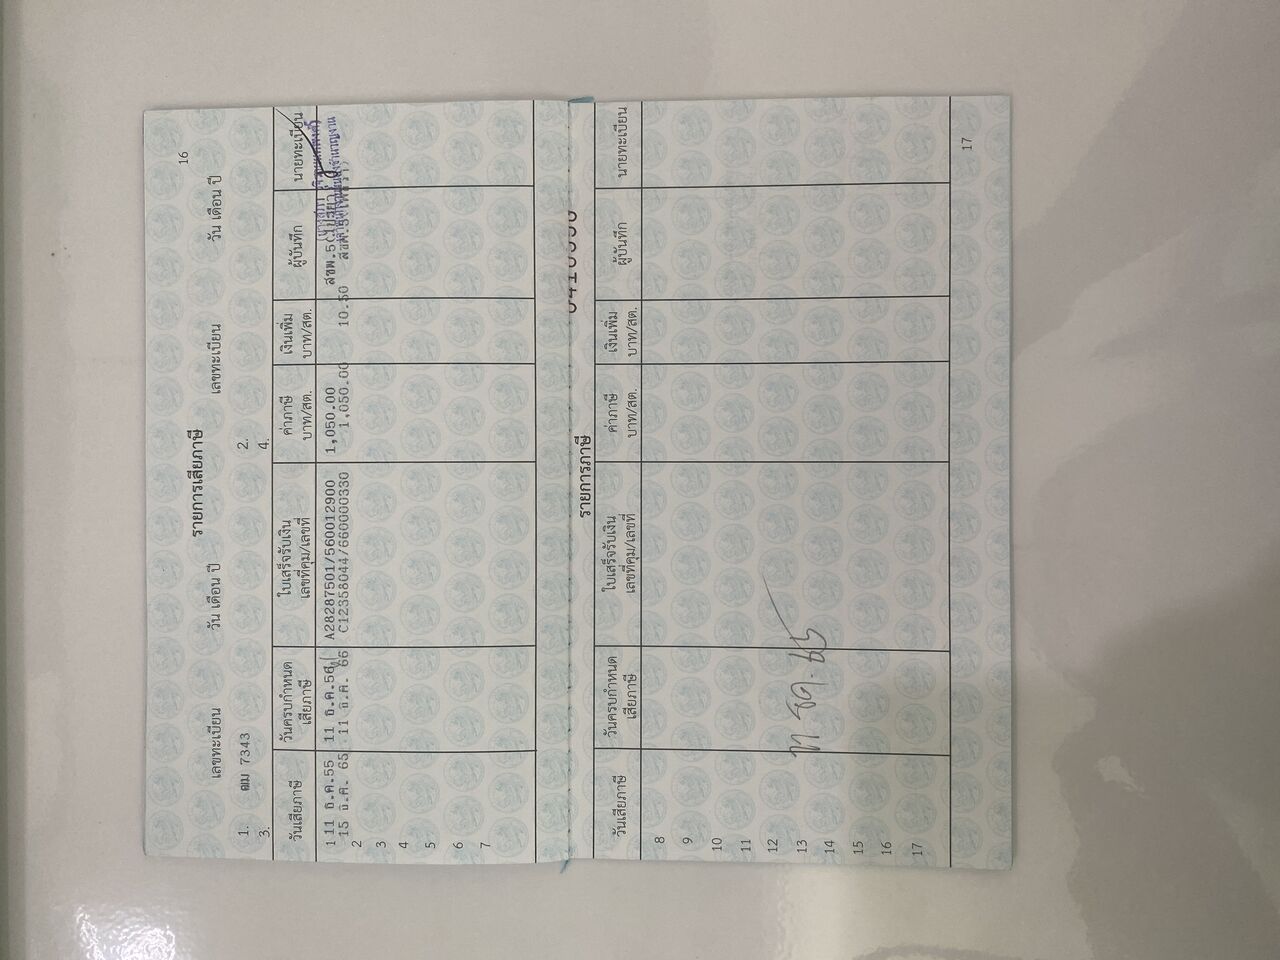 16
รายการเสียภาษี
เลขทะเบียน วัน เดือน ปี เลขทะเบียน วัน เดือน ปี
1. ฒม 7343 2.
3. 4.
วันเสียภาษี วันครบกำหนด เสียภาษี ใบเสร็จรับเงิน เลขที่คุม/เลขที่ ค่าภาษี บาท/สต. เงินเพิ่ม บาท/สต. ผู้บันทึก นายทะเบียน
1 11 ธ.ค.55 11 ธ.ค.56 A28287501/560012900 1,050.00 สขพ.5
15 ธ.ค. 65 11 ธ.ค. 66 C12358044/660000330 1,050.00 10.50 สขพ.5
2
3
4
5
6
7
รายการภาษี
วันเสียภาษี วันครบกำหนด เสียภาษี ใบเสร็จรับเงิน เลขที่คุม/เลขที่ ค่าภาษี บาท/สต. เงินเพิ่ม บาท/สต. ผู้บันทึก นายทะเบียน
8
9
10
11
12
13
14
15
16
17
17